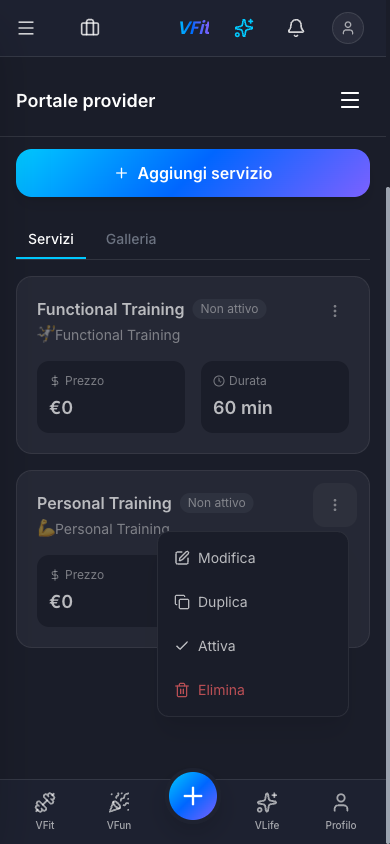 VFit
Portale provider
+ Aggiungi servizio
Servizi Galleria
Functional Training Non attivo
Functional Training
$ Prezzo Durata
€0 60 min
Personal Training Non attivo
Personal Training
$ Prezzo
€0
Modifica
Duplica
Attiva
Elimina
VFit VFun VLife Profilo